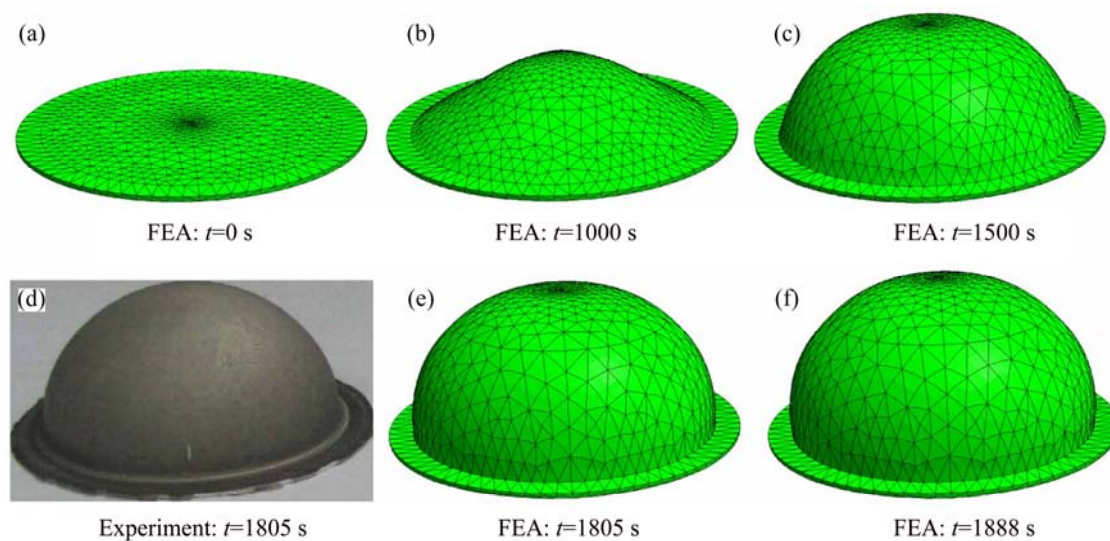 (a)
(b)
(c)
FEA: t=0 s
FEA: t=1000 s
FEA: t=1500 s
(d)
(e)
(f)
Experiment: t=1805 s
FEA: t=1805 s
FEA: t=1888 s